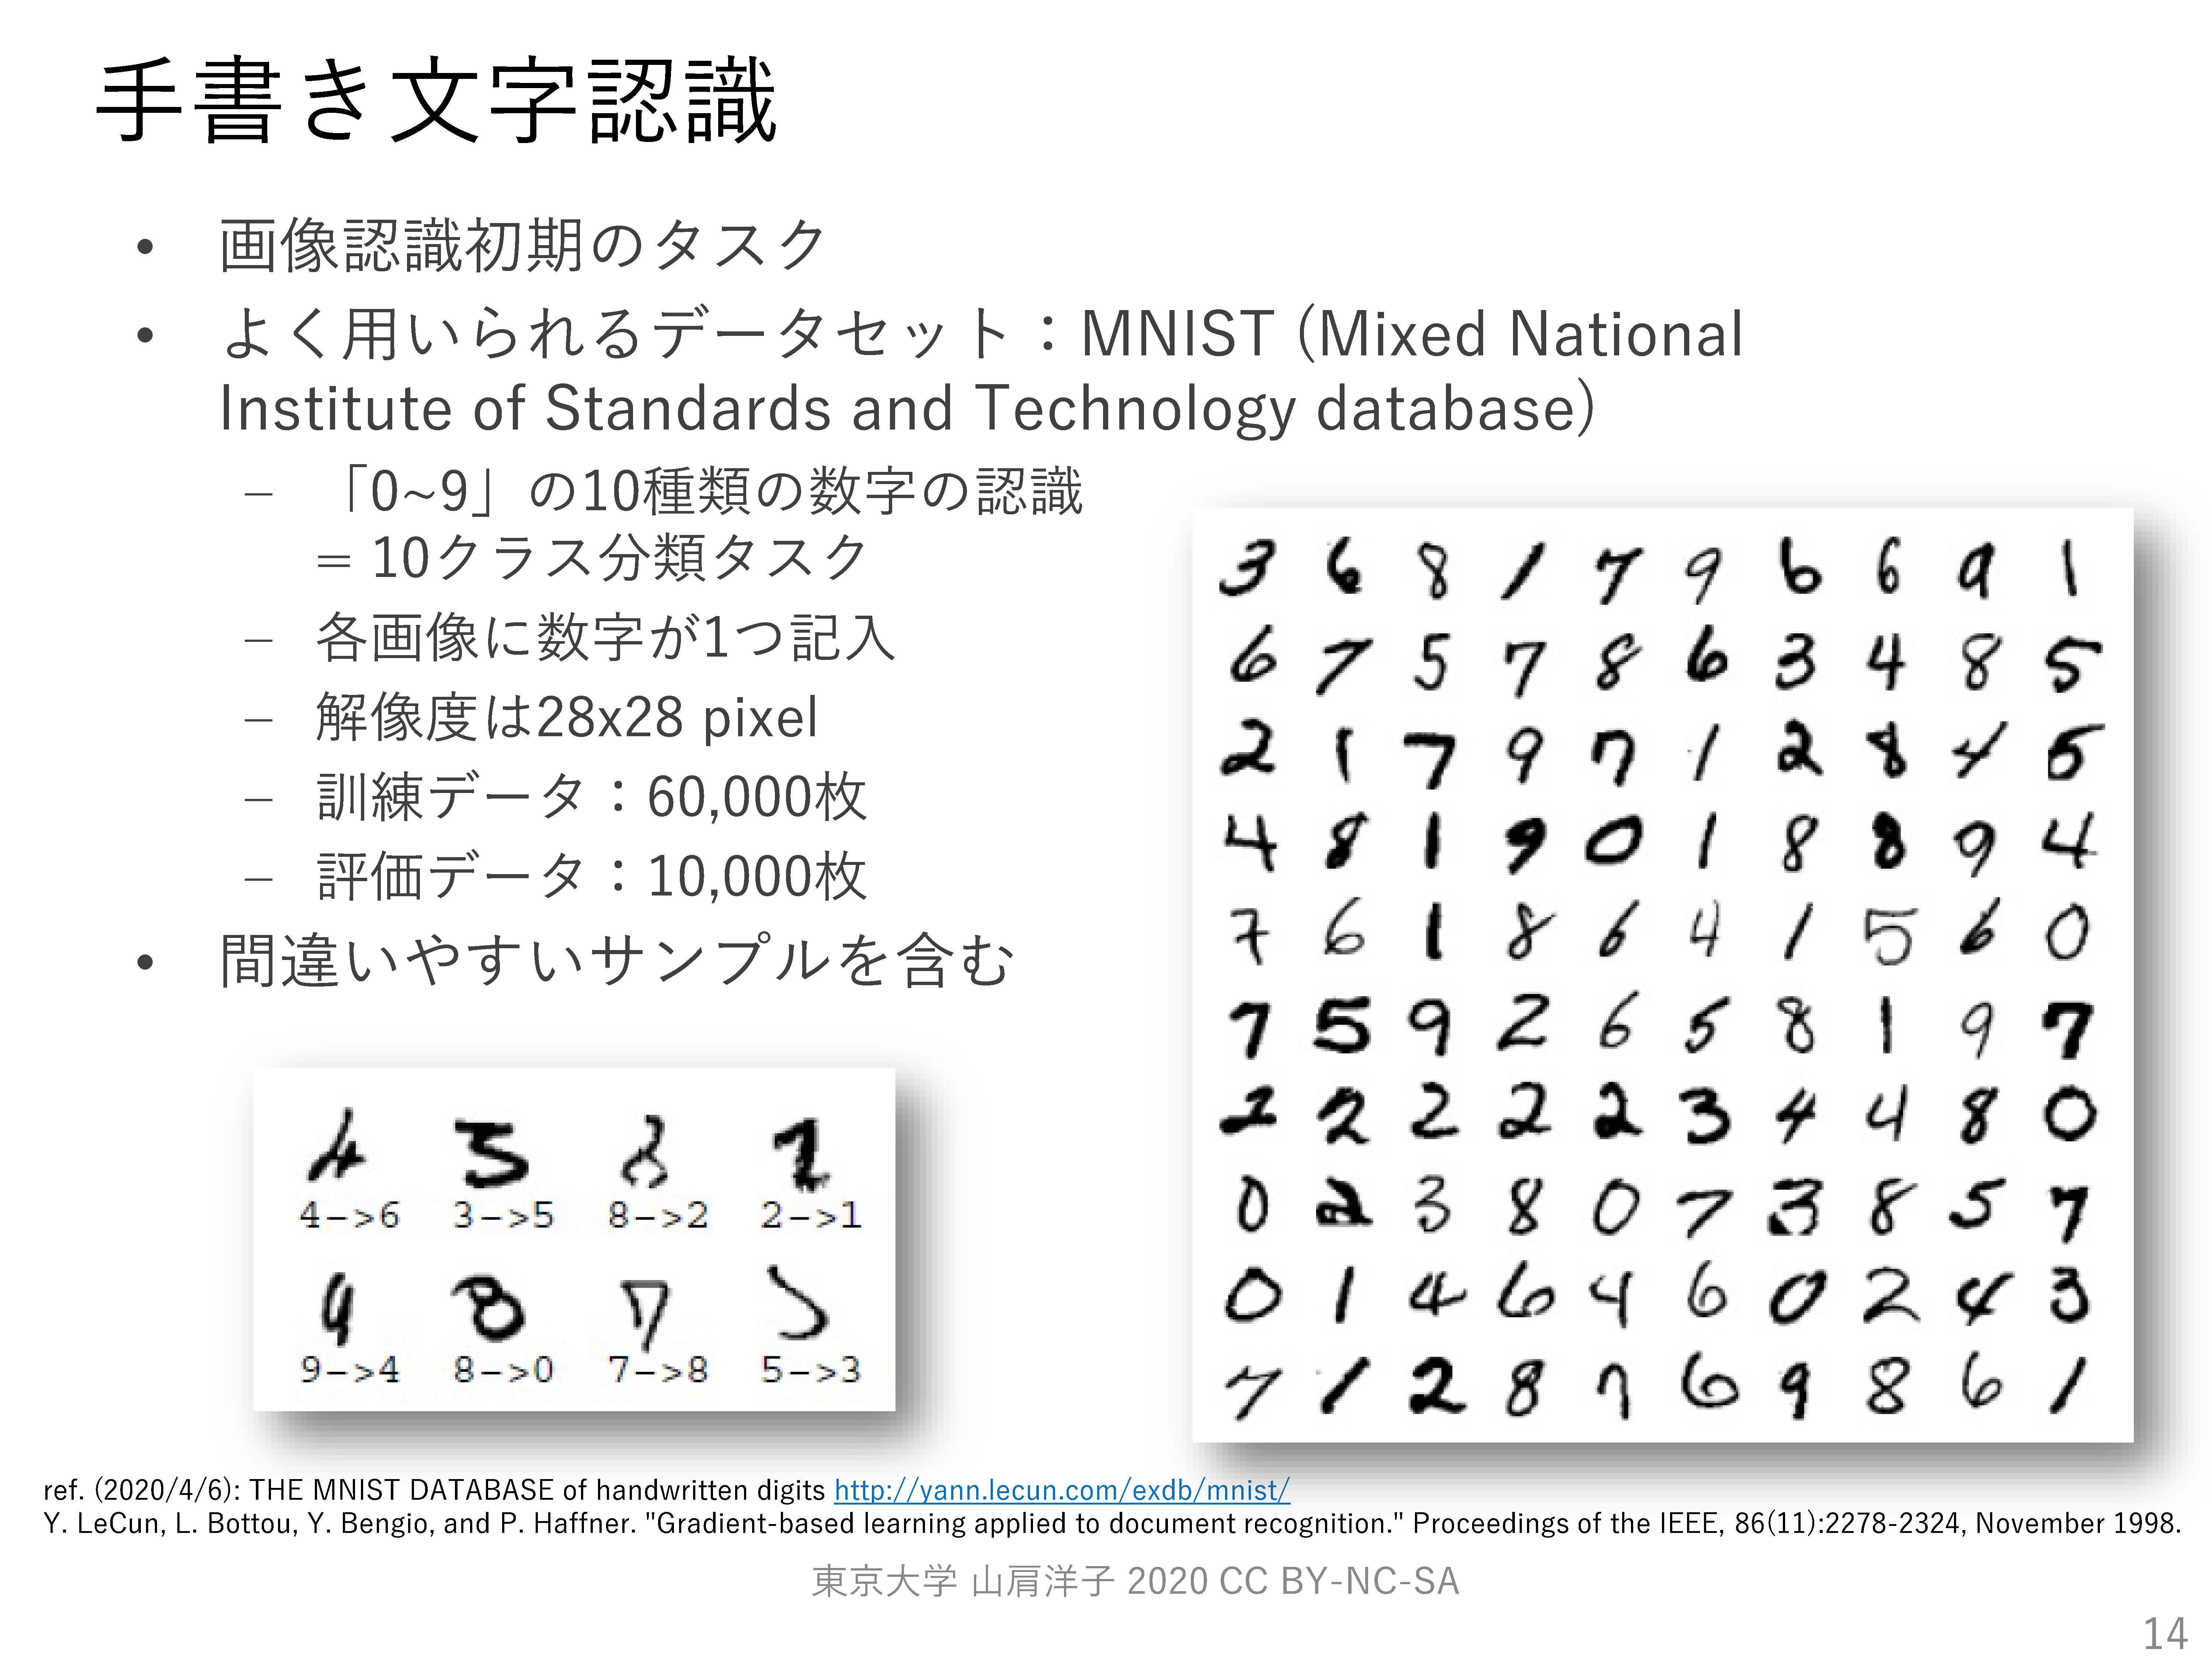 手書き文字認識
• 画像認識初期のタスク
• よく用いられるデータセット：MNIST (Mixed National
Institute of Standards and Technology database)
– 「0~9」の10種類の数字の認識
= 10クラス分類タスク
– 各画像に数字が1つ記入
– 解像度は28x28 pixel
– 訓練データ：60,000枚
– 評価データ：10,000枚
• 間違いやすいサンプルを含む
4 3 8 2
4->6 3->5 8->2 2->1
9 8 7 5
9->4 8->0 7->8 5->3
3 6 8 1 7 9 6 6 9 1
6 7 5 7 8 6 3 4 8 5
2 1 7 9 7 1 2 8 4 5
4 8 1 9 0 1 8 8 9 4
7 6 1 8 6 4 1 5 6 0
7 5 9 2 6 5 8 1 9 7
2 2 2 2 2 3 4 4 8 0
0 2 3 8 0 7 3 8 5 7
0 1 4 6 4 6 0 2 4 3
7 1 2 8 7 6 9 8 6 1
ref. (2020/4/6): THE MNIST DATABASE of handwritten digits http://yann.lecun.com/exdb/mnist/
Y. LeCun, L. Bottou, Y. Bengio, and P. Haffner. "Gradient-based learning applied to document recognition." Proceedings of the IEEE, 86(11):2278-2324, November 1998.
東京大学 山肩洋子 2020 CC BY-NC-SA
14